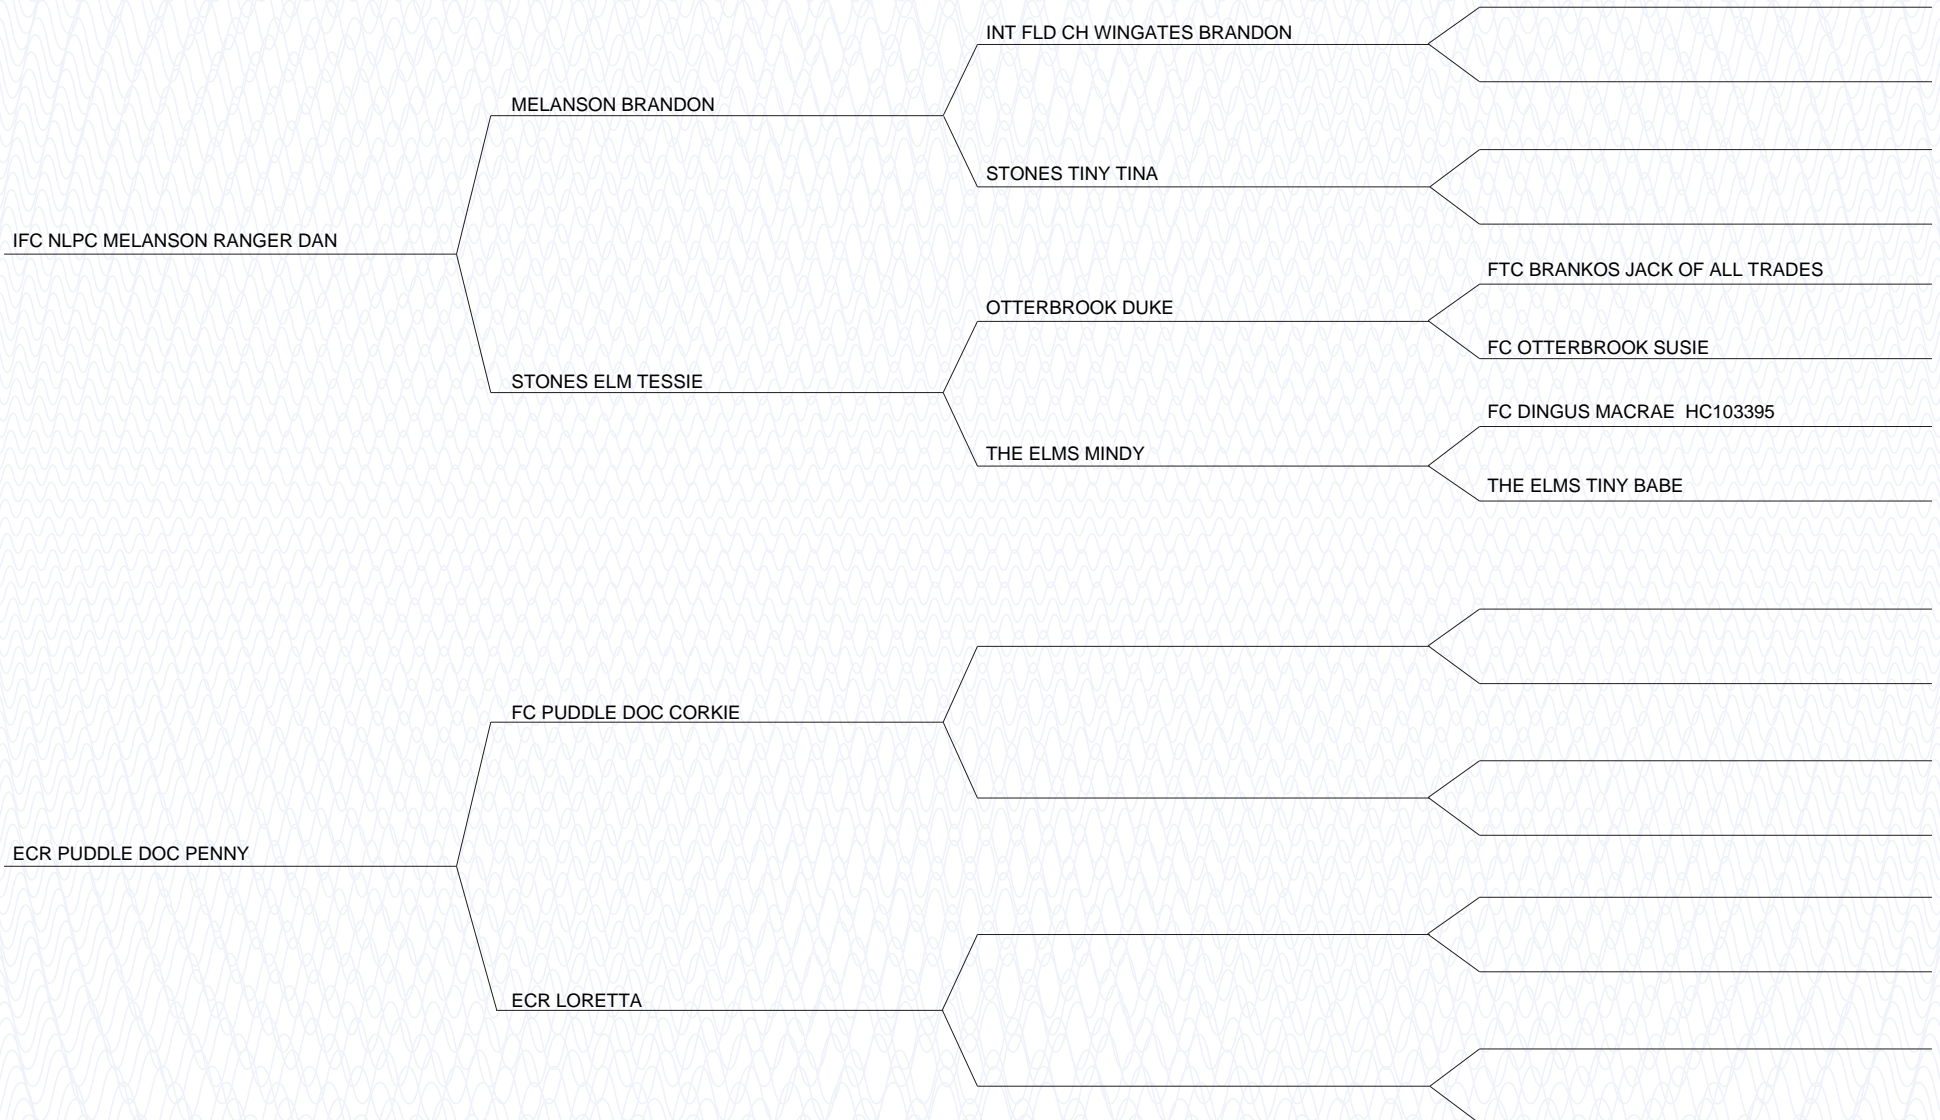 INT FLD CH WINGATES BRANDON
MELANSON BRANDON
STONES TINY TINA
IFC NLPC MELANSON RANGER DAN
FTC BRANKOS JACK OF ALL TRADES
OTTERBROOK DUKE
FC OTTERBROOK SUSIE
STONES ELM TESSIE
FC DINGUS MACRAE  HC103395
THE ELMS MINDY
THE ELMS TINY BABE
FC PUDDLE DOC CORKIE
ECR PUDDLE DOC PENNY
ECR LORETTA